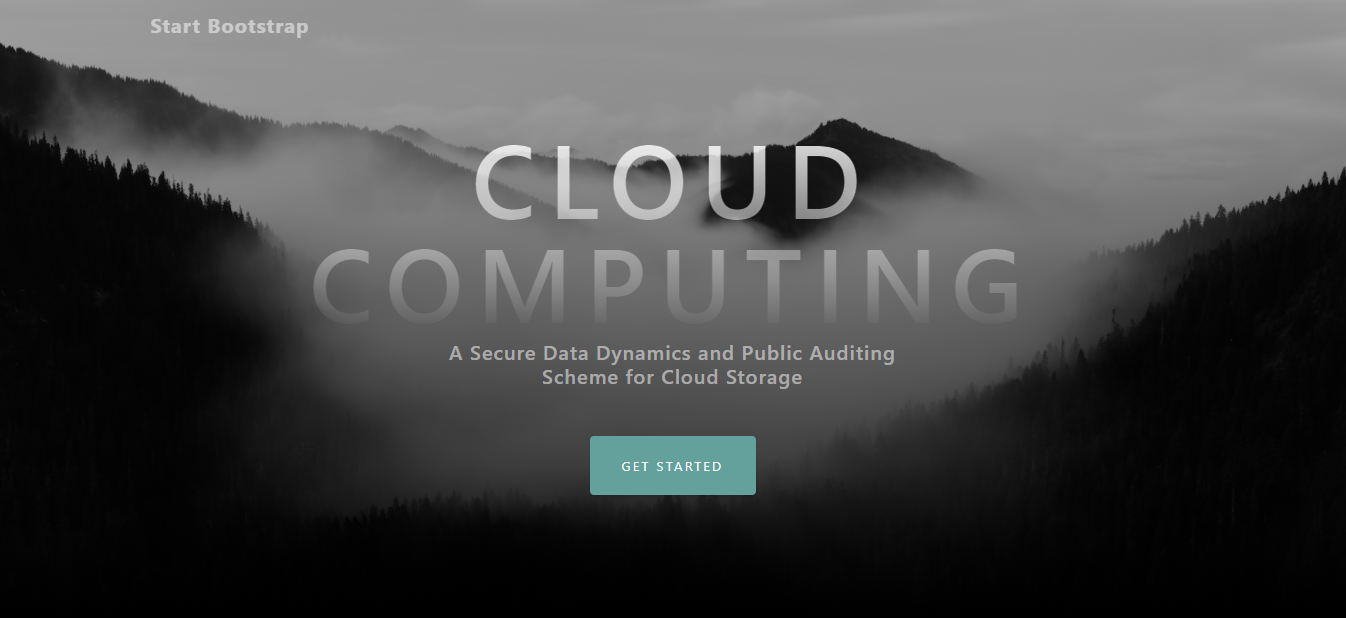 Start Bootstrap
CLOUD
COMPUTING
A Secure Data Dynamics and Public Auditing
Scheme for Cloud Storage
GET STARTED